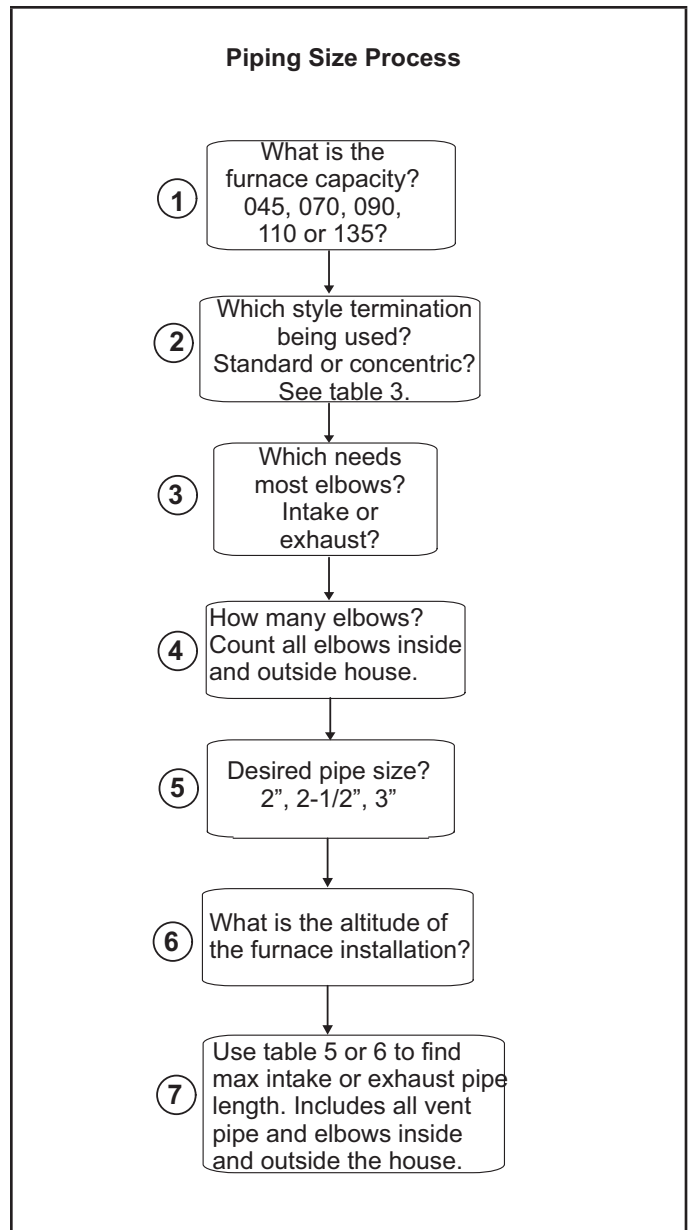 Piping Size Process
1
What is the
furnace capacity?
045, 070, 090,
110 or 135?
2
Which style termination
being used?
Standard or concentric?
See table 3.
3
Which needs
most elbows?
Intake or
exhaust?
4
How many elbows?
Count all elbows inside
and outside house.
5
Desired pipe size?
2”, 2-1/2”, 3”
6
What is the altitude of
the furnace installation?
7
Use table 5 or 6 to find
max intake or exhaust pipe
length. Includes all vent
pipe and elbows inside
and outside the house.